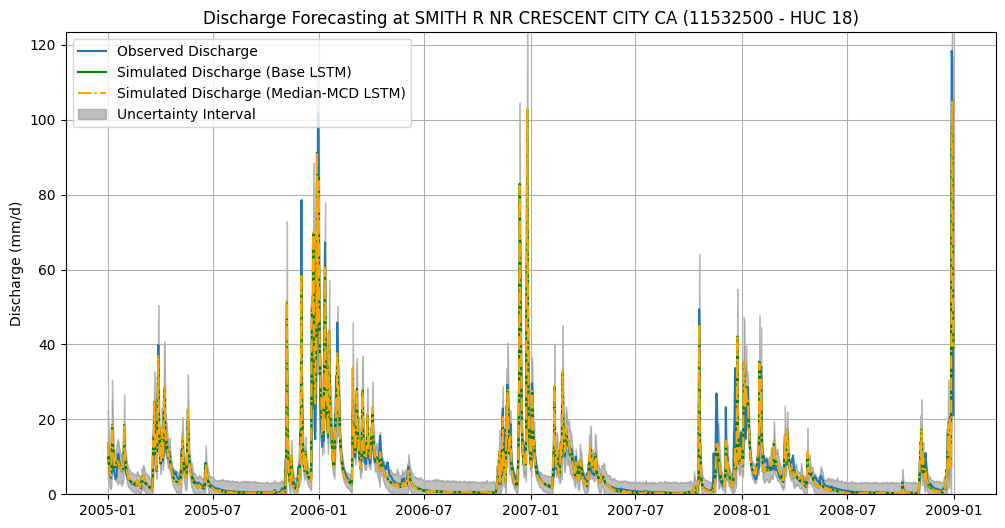 Discharge Forecasting at SMITH R NR CRESCENT CITY CA (11532500 - HUC 18)
Observed Discharge
Simulated Discharge (Base LSTM)
Simulated Discharge (Median-MCD LSTM)
Uncertainty Interval
Discharge (mm/d)
120
100
80
60
40
20
0
2005-01 2005-07 2006-01 2006-07 2007-01 2007-07 2008-01 2008-07 2009-01